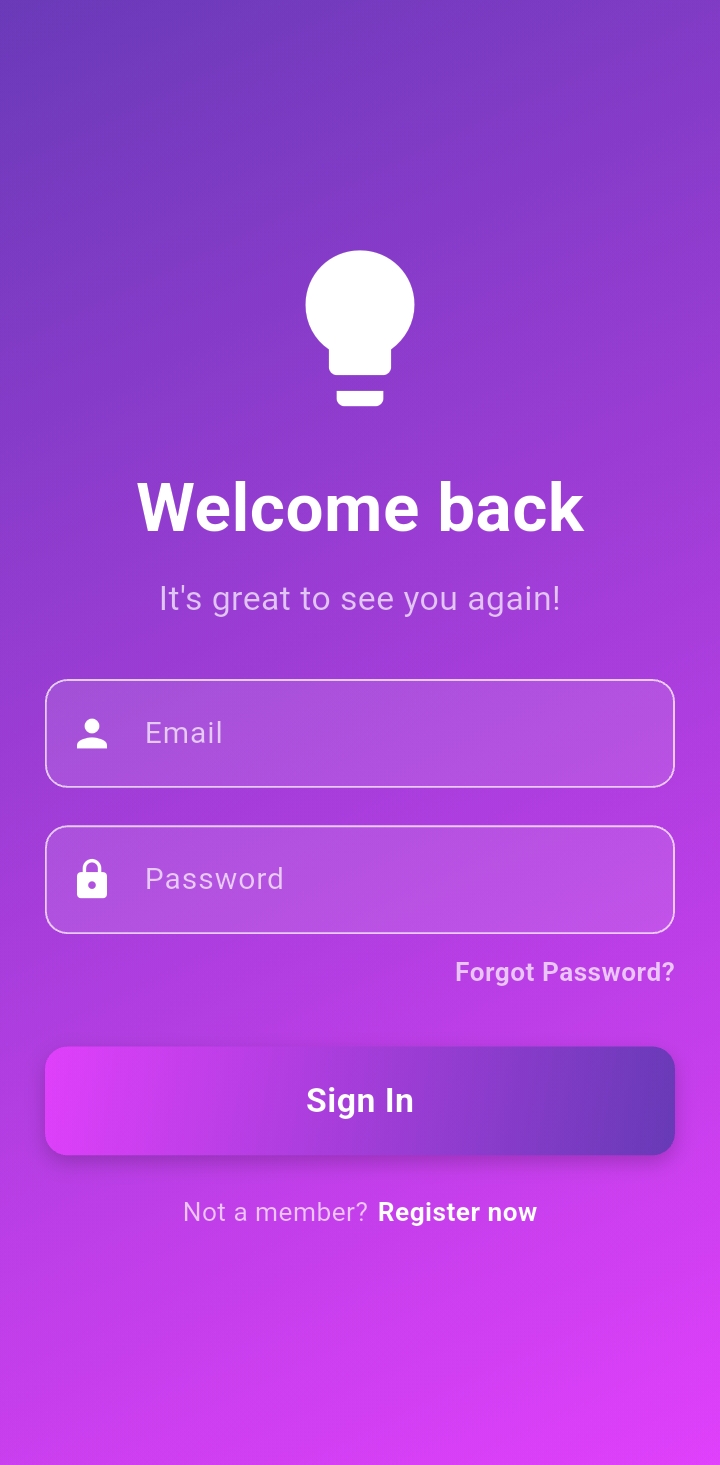 Welcome back
It's great to see you again!
Email
Password
Forgot Password?
Sign In
Not a member? Register now